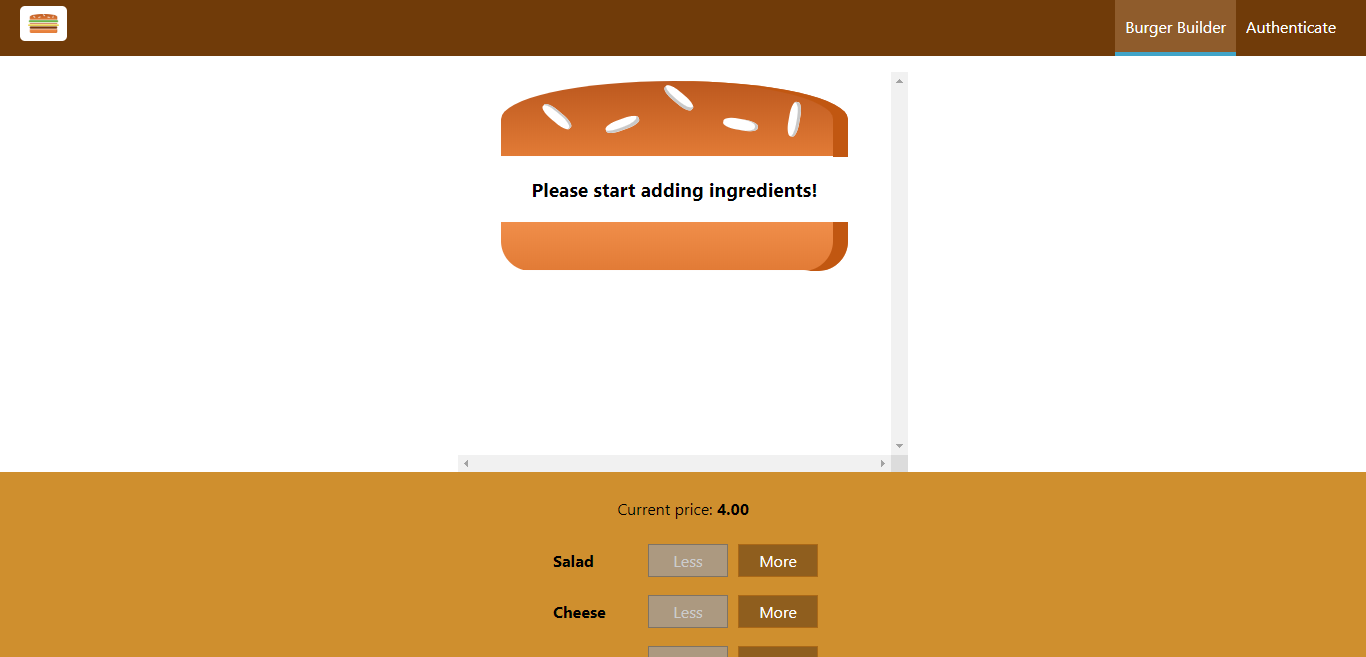 Burger Builder Authenticate
Please start adding ingredients!
Current price: 4.00
Salad Less More
Cheese Less More